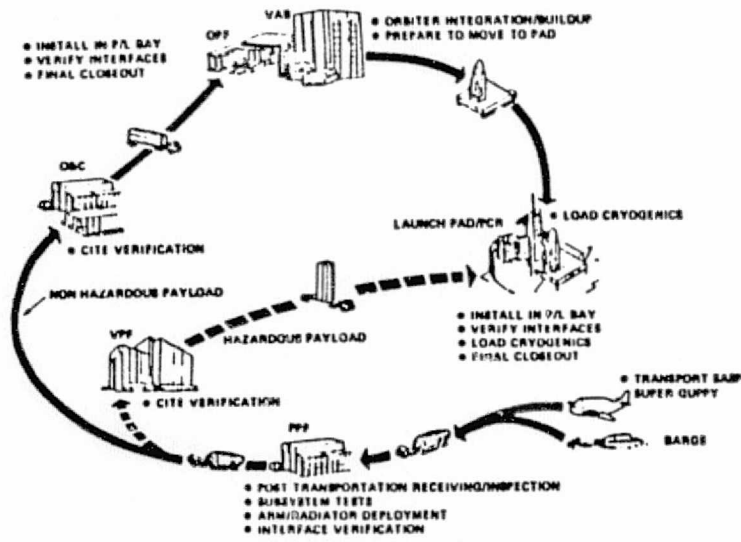 VAB
OPF
● ORBITER INTEGRATION/BUILDUP
● PREPARE TO MOVE TO PAD
● INSTALL IN P/L BAY
● VERIFY INTERFACES
● FINAL CLOSEOUT
O&C
● CITE VERIFICATION
LAUNCH PAD/PCR
● LOAD CRYOGENICS
NON HAZARDOUS PAYLOAD
VPF
HAZARDOUS PAYLOAD
● INSTALL IN P/L BAY
● VERIFY INTERFACES
● LOAD CRYOGENICS
● FINAL CLOSEOUT
● CITE VERIFICATION
● TRANSPORT
SUPER GUPPY
BARGE
PPF
● POST TRANSPORTATION RECEIVING/INSPECTION
● SUBSYSTEM TESTS
● ARM/RADIATOR DEPLOYMENT
● INTERFACE VERIFICATION